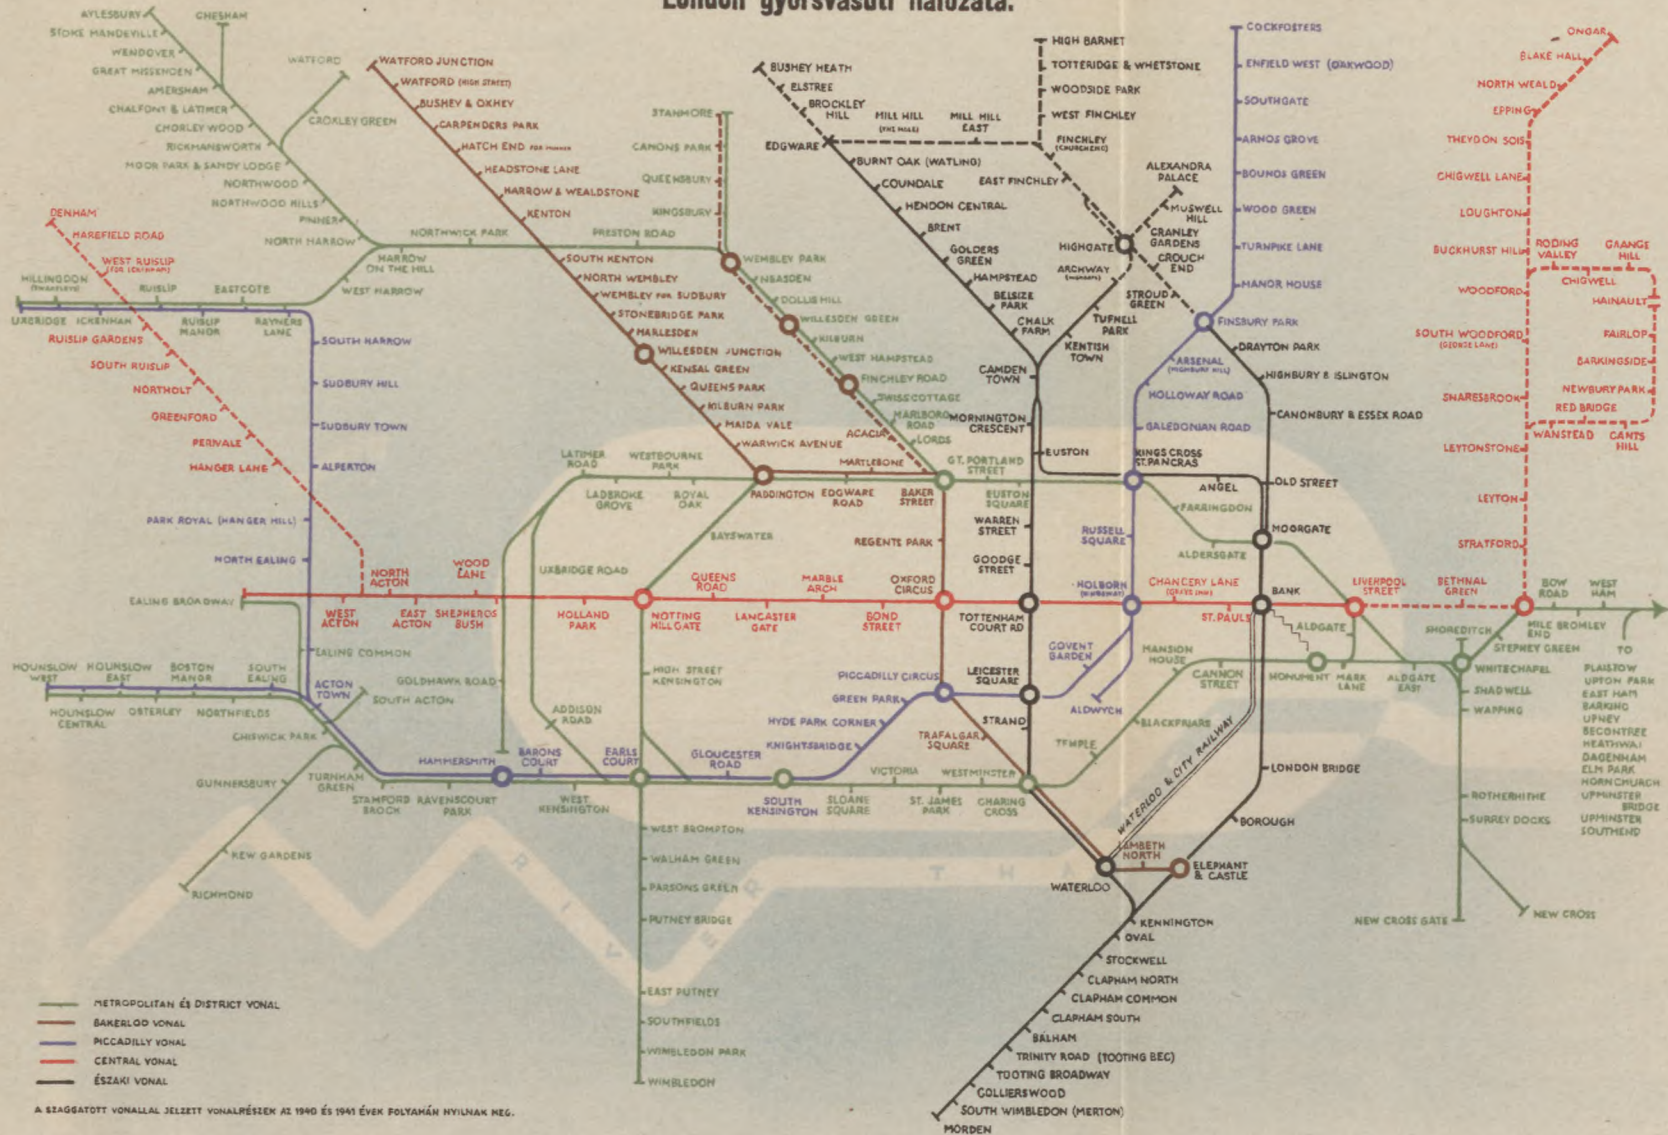 London gyorsvasúti hálózata.
AYLESBURY
STOKE MANDEVILLE
WENDOVER
GREAT MISSENDEN
AMERSHAM
CHALFONT & LATIMER
CHORLEY WOOD
RICKMANSWORTH
MOOR PARK & SANDY LODGE
NORTHWOOD
NORTHWOOD HILLS
PINNER
NORTH HARROW
CHESHAM
WATFORD
CROXLEY GREEN
HARROW
ON THE HILL
NORTHWICK PARK
PRESTON ROAD
WEST HARROW
DENHAM
HAREFIELD ROAD
WEST RUISLIP
HILLINGDON
RUISLIP
EASTCOTE
UXBRIDGE
ICKENHAM
RUISLIP
MANOR
RAYNERS
LANE
RUISLIP GARDENS
SOUTH RUISLIP
NORTHOLT
GREENFORD
PERIVALE
HANGER LANE
SOUTH HARROW
SUDBURY HILL
SUDBURY TOWN
ALPERTON
PARK ROYAL (HANGER HILL)
NORTH EALING
WATFORD JUNCTION
WATFORD (HIGH STREET)
BUSHEY & OXHEY
CARPENDERS PARK
HATCH END FOR PINNER
HEADSTONE LANE
HARROW & WEALDSTONE
KENTON
SOUTH KENTON
NORTH WEMBLEY
WEMBLEY FOR SUDBURY
STONEBRIDGE PARK
HARLESDEN
WILLESDEN JUNCTION
KENSAL GREEN
QUEENS PARK
KILBURN PARK
MAIDA VALE
WARWICK AVENUE
STANMORE
CANONS PARK
QUEENSBURY
KINGSBURY
WEMBLEY PARK
NEASDEN
DOLLIS HILL
WILLESDEN GREEN
KILBURN
WEST HAMPSTEAD
FINCHLEY ROAD
SWISS COTTAGE
MARLBORO
ROAD
ACACIA
LORDS
BUSHEY HEATH
ELSTREE
BROCKLEY
HILL
EDGWARE
MILL HILL
(THE HALE)
MILL HILL
EAST
HIGH BARNET
TOTTERIDGE & WHETSTONE
WOODSIDE PARK
WEST FINCHLEY
FINCHLEY
(CHURCH END)
EAST FINCHLEY
BURNT OAK (WATLING)
COLINDALE
HENDON CENTRAL
BRENT
GOLDERS
GREEN
HAMPSTEAD
BELSIZE
PARK
CHALK
FARM
CAMDEN
TOWN
ALEXANDRA
PALACE
MUSWELL
HILL
CRANLEY
GARDENS
CROUCH
END
STROUD
GREEN
HIGHGATE
ARCHWAY
TUFNELL
PARK
KENTISH
TOWN
COCKFOSTERS
ENFIELD WEST (OAKWOOD)
SOUTHGATE
ARNOS GROVE
BOUNDS GREEN
WOOD GREEN
TURNPIKE LANE
MANOR HOUSE
FINSBURY PARK
ARSENAL
(HIGHBURY HILL)
HOLLOWAY ROAD
CALEDONIAN ROAD
DRAYTON PARK
HIGHBURY & ISLINGTON
CANONBURY & ESSEX ROAD
OLD STREET
MOORGATE
ONGAR
BLAKE HALL
NORTH WEALD
EPPING
THEYDON BOIS
CHIGWELL LANE
LOUGHTON
BUCKHURST HILL
WOODFORD
SOUTH WOODFORD
(GEORGE LANE)
SNARESBROOK
LEYTONSTONE
LEYTON
STRATFORD
RODING
VALLEY
CHIGWELL
GRANGE
HILL
HAINAULT
FAIRLOP
BARKINGSIDE
NEWBURY PARK
RED BRIDGE
WANSTEAD
GANTS
HILL
MORNINGTON
CRESCENT
EUSTON
KINGS CROSS
ST. PANCRAS
ANGEL
LATIMER
ROAD
WESTBOURNE
PARK
LADBROKE
GROVE
ROYAL
OAK
PADDINGTON
MARYLEBONE
EDGWARE
ROAD
BAKER
STREET
GT. PORTLAND
STREET
EUSTON
SQUARE
FARRINGDON
ALDERSGATE
BAYSWATER
REGENTS PARK
WARREN
STREET
GOODGE
STREET
RUSSELL
SQUARE
UXBRIDGE ROAD
EALING BROADWAY
WEST
ACTON
NORTH
ACTON
EAST
ACTON
WOOD
LANE
SHEPHERDS
BUSH
HOLLAND
PARK
NOTTING
HILL GATE
QUEENS
ROAD
LANCASTER
GATE
MARBLE
ARCH
BOND
STREET
OXFORD
CIRCUS
TOTTENHAM
COURT RD
HOLBORN
(KINGSWAY)
CHANCERY LANE
(GRAYS INN)
ST. PAULS
BANK
LIVERPOOL
STREET
BETHNAL
GREEN
BOW
ROAD
WEST
HAM
MILE
END
BROMLEY
STEPNEY GREEN
SHOREDITCH
WHITECHAPEL
SHADWELL
WAPPING
ROTHERHITHE
SURREY DOCKS
NEW CROSS GATE
NEW CROSS
TO
PLAISTOW
UPTON PARK
EAST HAM
BARKING
UPNEY
BECONTREE
HEATHWAY
DAGENHAM
ELM PARK
HORNCHURCH
UPMINSTER
BRIDGE
UPMINSTER
SOUTHEND
ALDGATE
MONUMENT
MARK
LANE
ALDGATE
EAST
CANNON
STREET
MANSION
HOUSE
BLACKFRIARS
TEMPLE
COVENT
GARDEN
ALDWYCH
LEICESTER
SQUARE
STRAND
PICCADILLY CIRCUS
GREEN PARK
HYDE PARK CORNER
KNIGHTSBRIDGE
TRAFALGAR
SQUARE
HOUNSLOW
WEST
HOUNSLOW
EAST
BOSTON
MANOR
SOUTH
EALING
HOUNSLOW
CENTRAL
OSTERLEY
NORTHFIELDS
EALING COMMON
ACTON
TOWN
SOUTH ACTON
CHISWICK PARK
GUNNERSBURY
KEW GARDENS
RICHMOND
TURNHAM
GREEN
STAMFORD
BROCK
RAVENSCOURT
PARK
HAMMERSMITH
BARONS
COURT
GOLDHAWK ROAD
ADDISON
ROAD
WEST
KENSINGTON
EARLS
COURT
HIGH STREET
KENSINGTON
GLOUCESTER
ROAD
SOUTH
KENSINGTON
SLOANE
SQUARE
VICTORIA
ST. JAMES
PARK
WESTMINSTER
CHARING
CROSS
WEST BROMPTON
WALHAM GREEN
PARSONS GREEN
PUTNEY BRIDGE
EAST PUTNEY
SOUTHFIELDS
WIMBLEDON PARK
WIMBLEDON
WATERLOO & CITY RAILWAY
LONDON BRIDGE
BOROUGH
LAMBETH
NORTH
ELEPHANT
& CASTLE
WATERLOO
KENNINGTON
OVAL
STOCKWELL
CLAPHAM NORTH
CLAPHAM COMMON
CLAPHAM SOUTH
BALHAM
TRINITY ROAD (TOOTING BEC)
TOOTING BROADWAY
COLLIERSWOOD
SOUTH WIMBLEDON (MERTON)
MORDEN
RIVER THA
METROPOLITAN ÉS DISTRICT VONAL
BAKERLOO VONAL
PICCADILLY VONAL
CENTRAL VONAL
ÉSZAKI VONAL
A SZAGGATOTT VONALLAL JELZETT VONALRÉSZEK AZ 1940 ÉS 1941 ÉVEK FOLYAMÁN NYILNAK MEG.